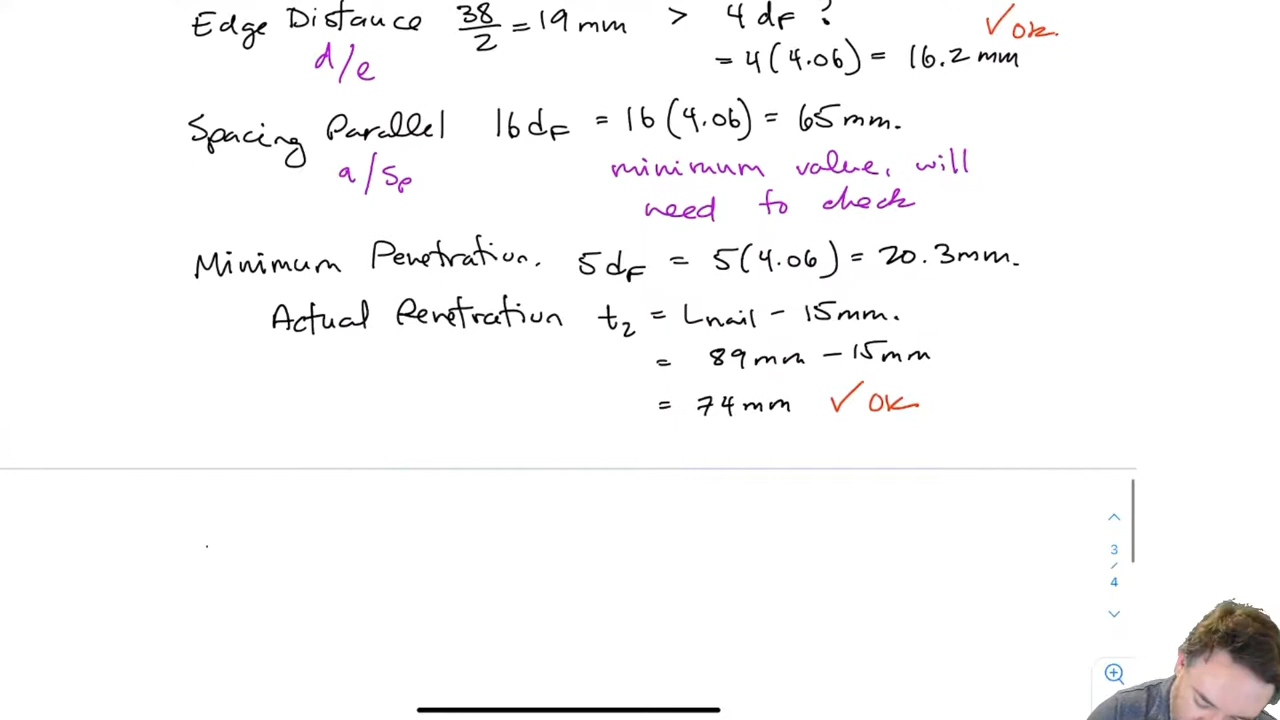 Edge Distance 38/2 = 19 mm > 4 dF ? ✓ OK.
d/e = 4(4.06) = 16.2 mm
Spacing Parallel 16 dF = 16(4.06) = 65 mm.
a/Sp minimum value, will
need to check
Minimum Penetration. 5 dF = 5(4.06) = 20.3 mm.
Actual Penetration t2 = Lnail - 15 mm.
= 89 mm - 15 mm
= 74 mm ✓ OK
3
/
4